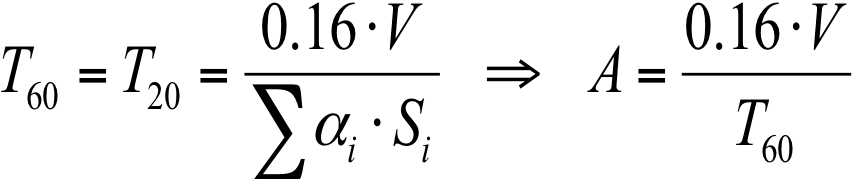 T₆₀ = T₂₀ = 0.16·V / ∑ αᵢ·Sᵢ ⇒ A = 0.16·V / T₆₀